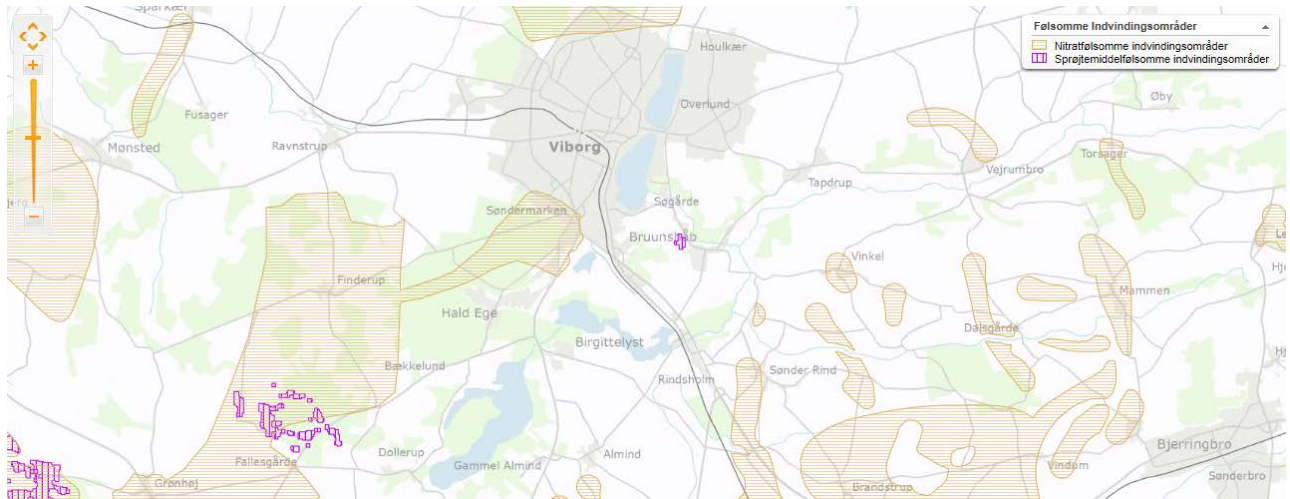 Sparkær
Houlkær
Følsomme Indvindingsområder
Nitratfølsomme indvindingsområder
Sprøjtemiddelfølsomme indvindingsområder
Øby
Overlund
Fusager
Mønsted
Ravnstrup
Viborg
Torsager
Vejrumbro
Tapdrup
Søgårde
Søndermarken
Bruunshåb
Vinkel
Finderup
Mammen
Hald Ege
Dalsgårde
Birgittelyst
Bækkelund
Rindsholm
Sønder Rind
Bjerringbro
Almind
Dollerup
Fallesgårde
Gammel Almind
Vindum
Sønderbro
Grønhøj
Brandstrup